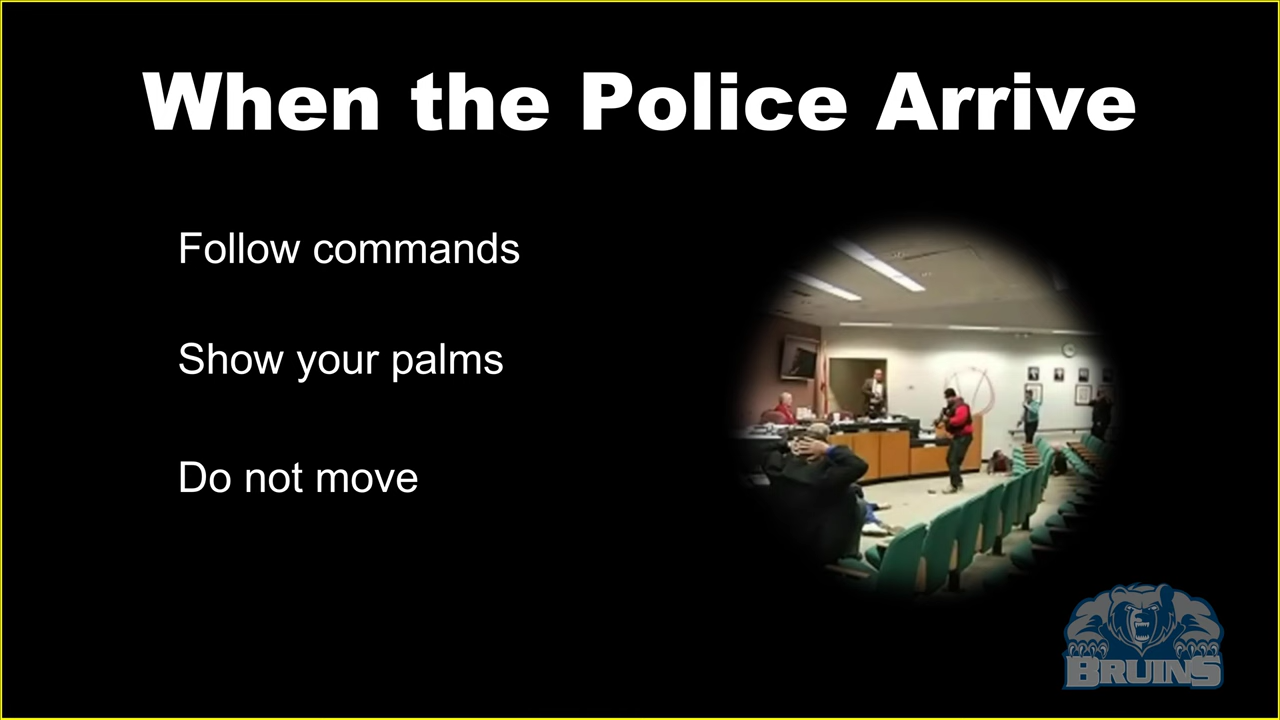 When the Police Arrive
Follow commands
Show your palms
Do not move
BRUINS